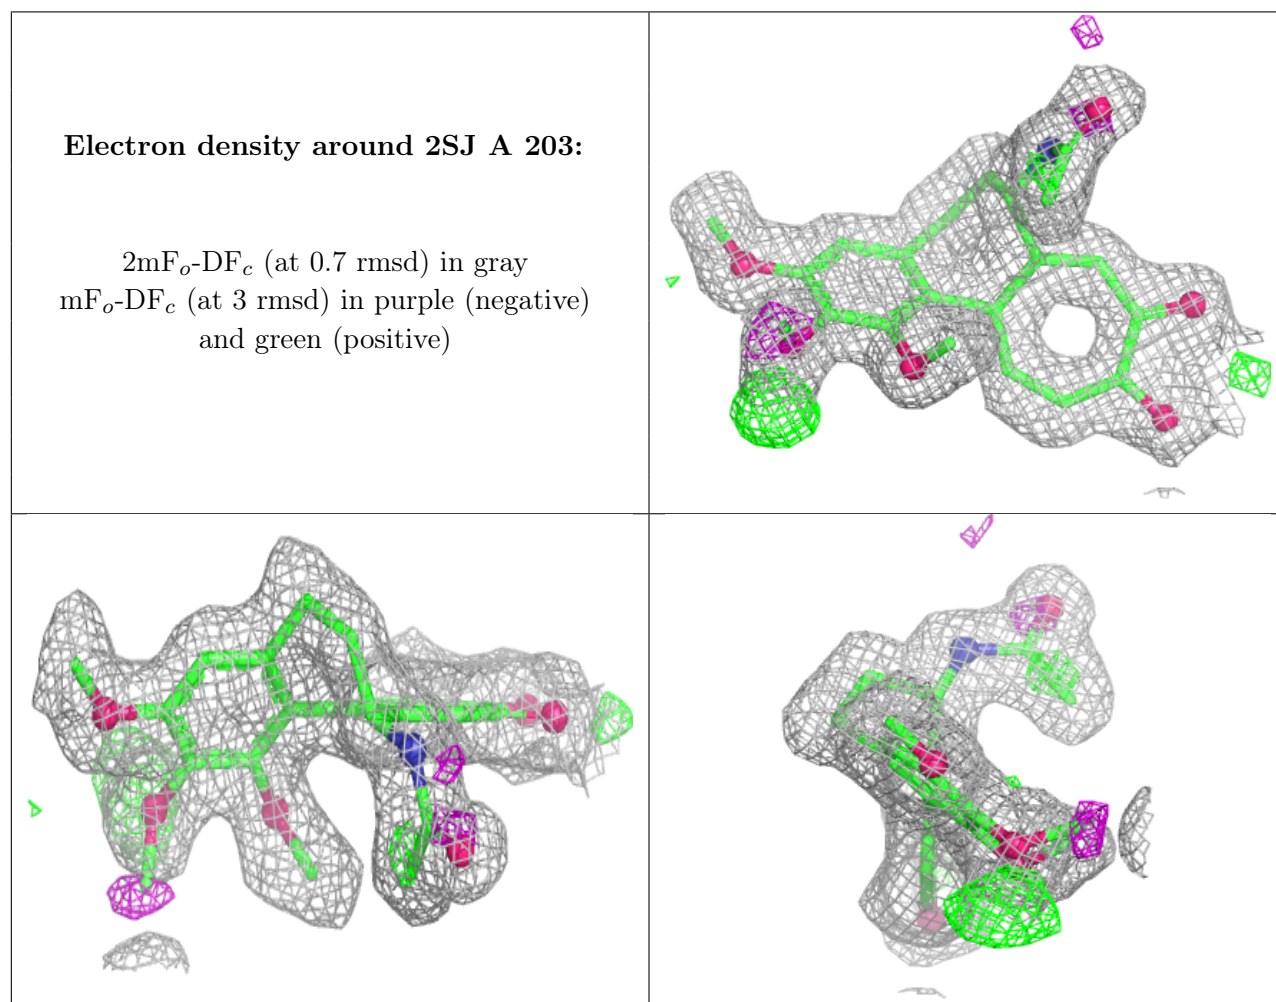 Electron density around 2SJ A 203:
2mFo-DFc (at 0.7 rmsd) in gray
mFo-DFc (at 3 rmsd) in purple (negative)
and green (positive)